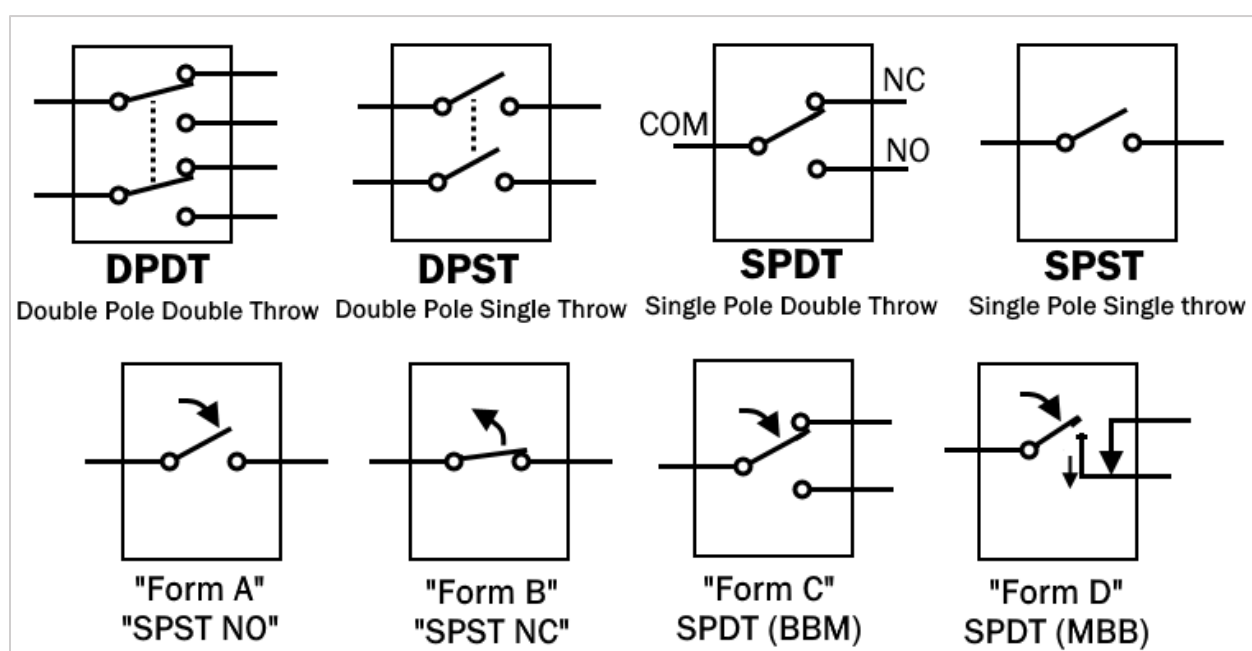 COM
NC
NO
DPDT
Double Pole Double Throw
DPST
Double Pole Single Throw
SPDT
Single Pole Double Throw
SPST
Single Pole Single throw
"Form A"
"SPST NO"
"Form B"
"SPST NC"
"Form C"
SPDT (BBM)
"Form D"
SPDT (MBB)